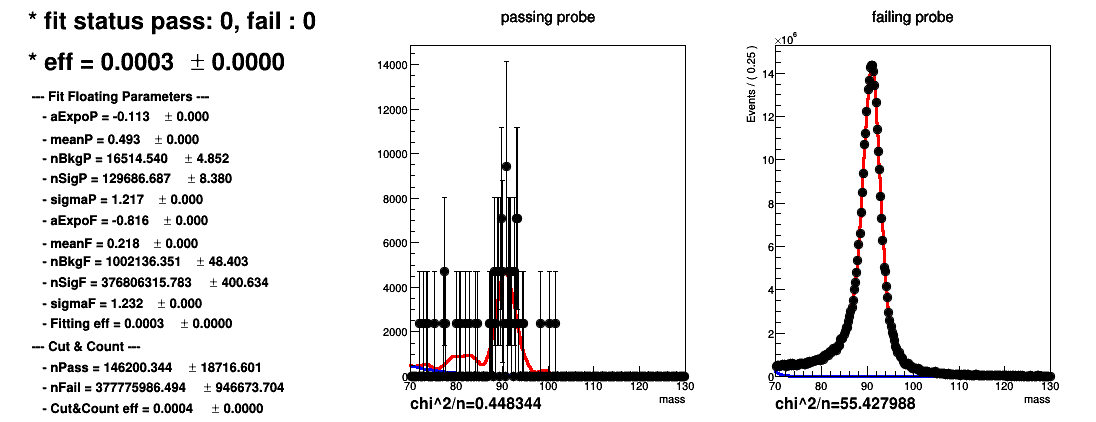 * fit status pass: 0, fail : 0
* eff = 0.0003 ± 0.0000
--- Fit Floating Parameters ---
- aExpoP = -0.113 ± 0.000
- meanP = 0.493 ± 0.000
- nBkgP = 16514.540 ± 4.852
- nSigP = 129686.687 ± 8.380
- sigmaP = 1.217 ± 0.000
- aExpoF = -0.816 ± 0.000
- meanF = 0.218 ± 0.000
- nBkgF = 1002136.351 ± 48.403
- nSigF = 376806315.783 ± 400.634
- sigmaF = 1.232 ± 0.000
- Fitting eff = 0.0003 ± 0.0000
--- Cut & Count ---
- nPass = 146200.344 ± 18716.601
- nFail = 377775986.494 ± 946673.704
- Cut&Count eff = 0.0004 ± 0.0000
passing probe
14000
12000
10000
8000
6000
4000
2000
0
70 80 90 100 110 120 130
mass
chi^2/n=0.448344
failing probe
×10⁶
Events / ( 0.25 )
14
12
10
8
6
4
2
0
70 80 90 100 110 120 130
mass
chi^2/n=55.427988